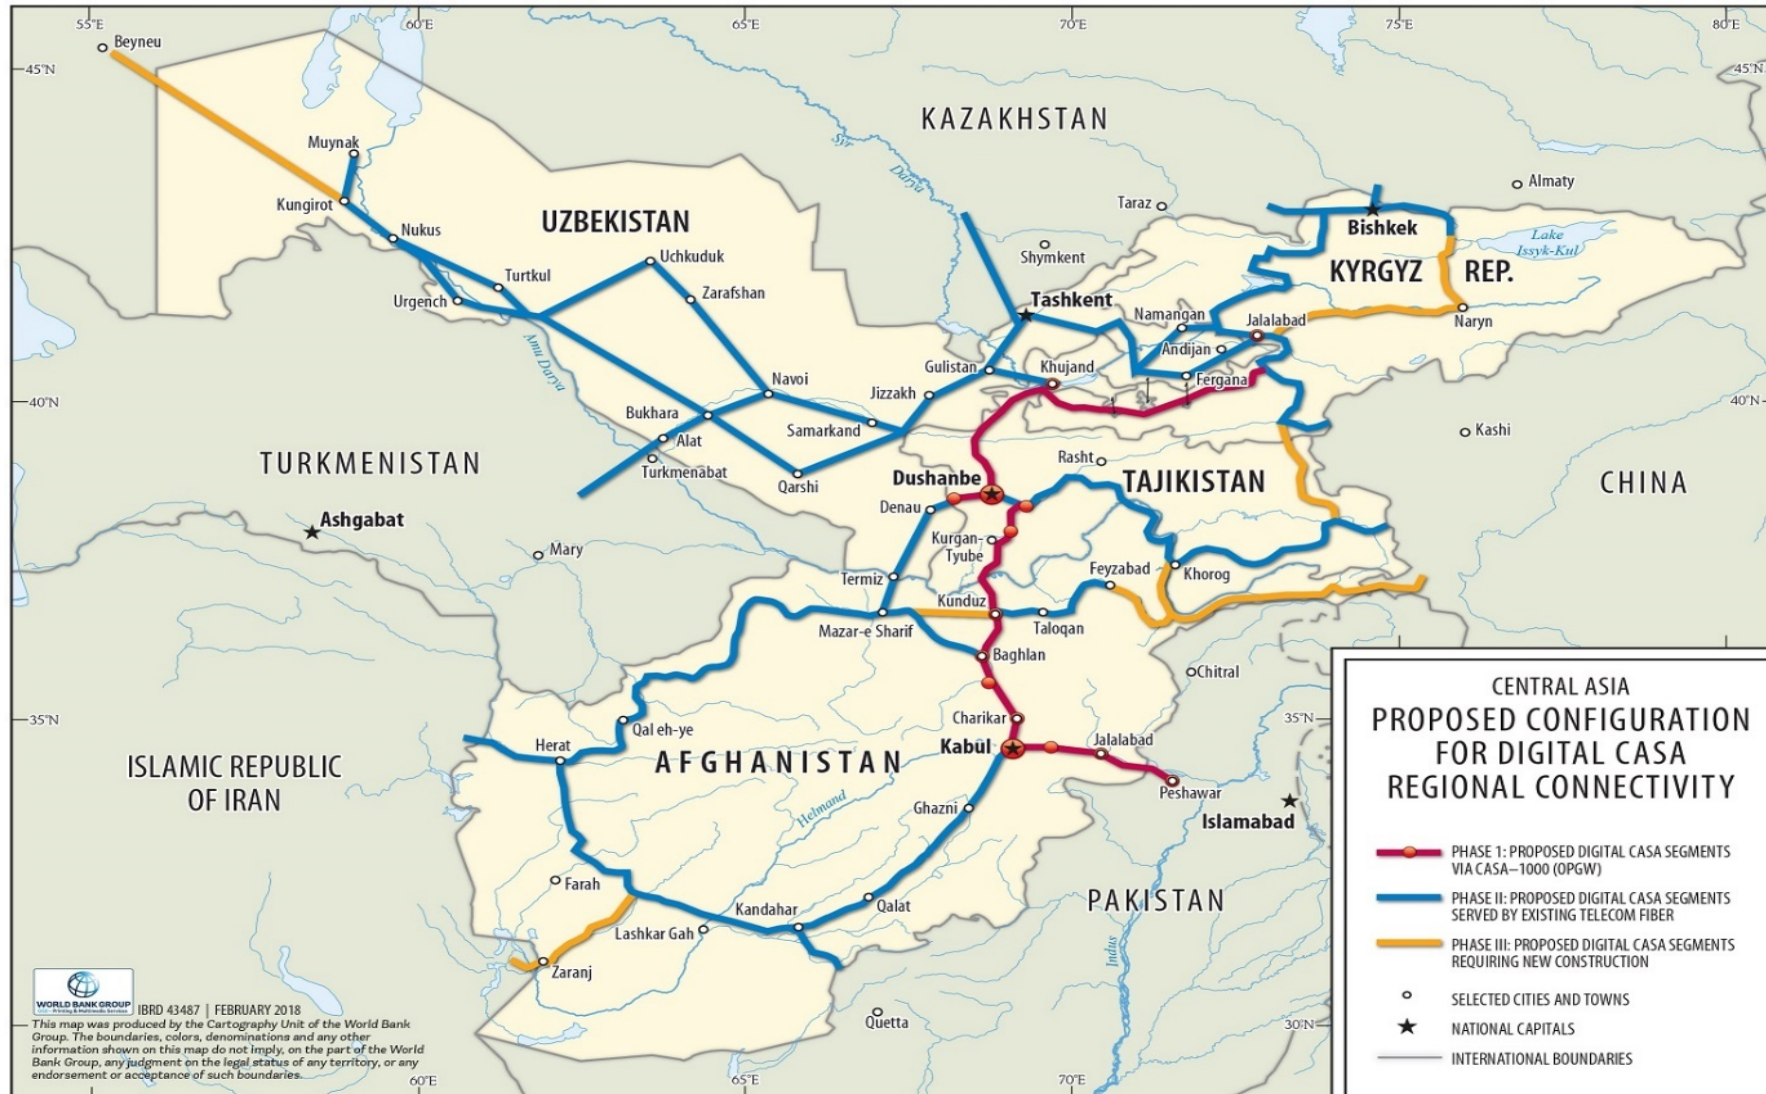 55°E
60°E
65°E
70°E
75°E
80°E
Beyneu
45°N
45°N
KAZAKHSTAN
Syr
Darya
Muynak
Almaty
Taraz
Kungirot
UZBEKISTAN
Bishkek
Nukus
Lake
Issyk-Kul
Shymkent
Uchkuduk
KYRGYZ
REP.
Turtkul
Zarafshan
Urgench
Tashkent
Namangan
Jalalabad
Naryn
Andijan
Amu Darya
Gulistan
Khujand
Fergana
Navoi
Jizzakh
40°N
40°N
Bukhara
Samarkand
Kashi
Alat
TURKMENISTAN
Turkmenabat
Rasht
Qarshi
Dushanbe
TAJIKISTAN
CHINA
Denau
Ashgabat
Kurgan-
Tyube
Mary
Termiz
Feyzabad
Khorog
Kunduz
Mazar-e Sharif
Taloqan
Baghlan
Chitral
35°N
35°N
Charikar
Qal eh-ye
Herat
Kabul
Jalalabad
AFGHANISTAN
ISLAMIC REPUBLIC
OF IRAN
Peshawar
Helmand
Ghazni
Islamabad
Farah
Kandahar
Qalat
PAKISTAN
Lashkar Gah
Indus
Zaranj
Quetta
30°N
60°E
65°E
70°E
CENTRAL ASIA
PROPOSED CONFIGURATION
FOR DIGITAL CASA
REGIONAL CONNECTIVITY
PHASE 1: PROPOSED DIGITAL CASA SEGMENTS
VIA CASA–1000 (OPGW)
PHASE II: PROPOSED DIGITAL CASA SEGMENTS
SERVED BY EXISTING TELECOM FIBER
PHASE III: PROPOSED DIGITAL CASA SEGMENTS
REQUIRING NEW CONSTRUCTION
SELECTED CITIES AND TOWNS
NATIONAL CAPITALS
INTERNATIONAL BOUNDARIES
WORLD BANK GROUP
Printing & Multimedia Services
IBRD 43487 | FEBRUARY 2018
This map was produced by the Cartography Unit of the World Bank
Group. The boundaries, colors, denominations and any other
information shown on this map do not imply, on the part of the World
Bank Group, any judgment on the legal status of any territory, or any
endorsement or acceptance of such boundaries.